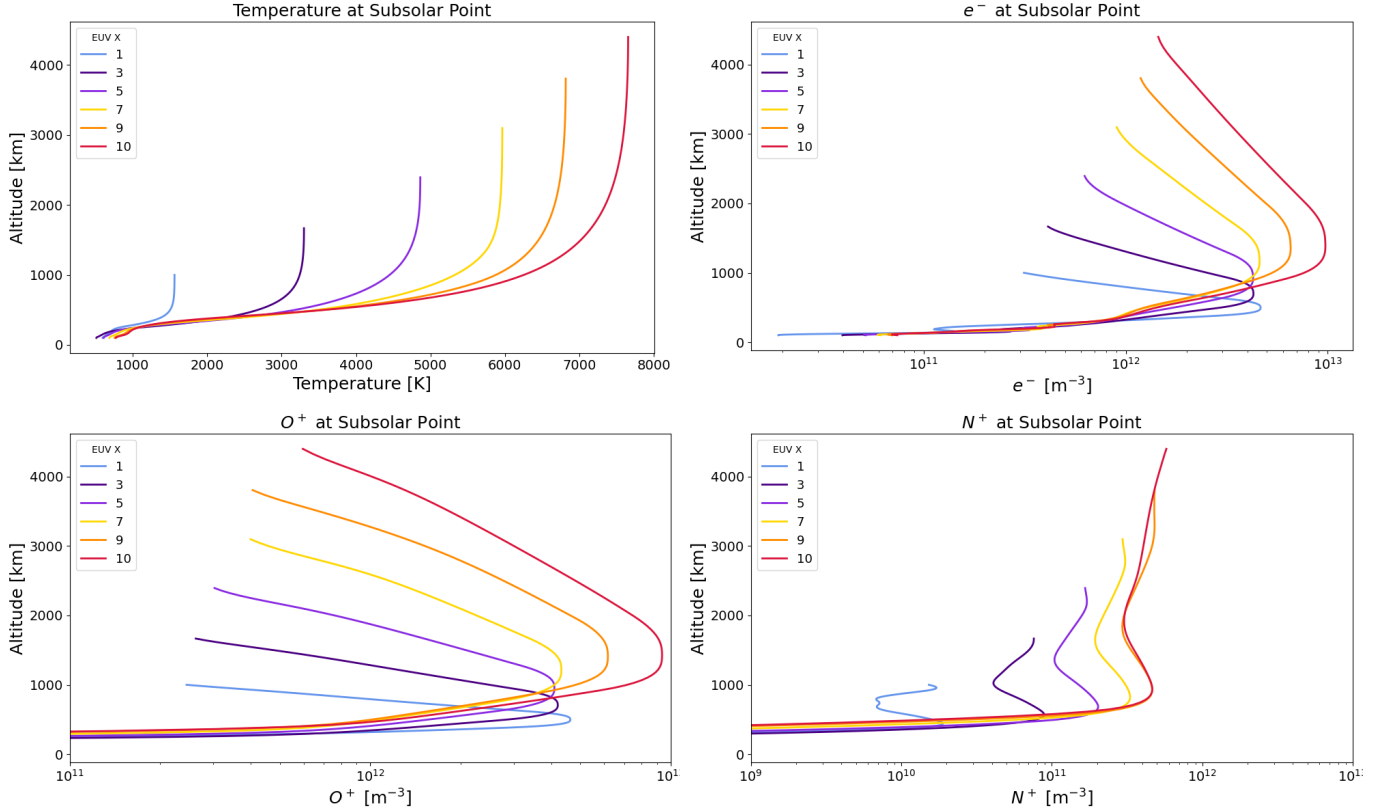 Temperature at Subsolar Point
EUV X
1
3
5
7
9
10
4000
3000
2000
1000
0
Altitude [km]
1000 2000 3000 4000 5000 6000 7000 8000
Temperature [K]
e⁻ at Subsolar Point
EUV X
1
3
5
7
9
10
4000
3000
2000
1000
0
Altitude [km]
10¹¹ 10¹² 10¹³
e⁻ [m⁻³]
O⁺ at Subsolar Point
EUV X
1
3
5
7
9
10
4000
3000
2000
1000
0
Altitude [km]
10¹¹ 10¹² 10¹
O⁺ [m⁻³]
N⁺ at Subsolar Point
EUV X
1
3
5
7
9
10
4000
3000
2000
1000
0
Altitude [km]
10⁹ 10¹⁰ 10¹¹ 10¹² 10¹
N⁺ [m⁻³]